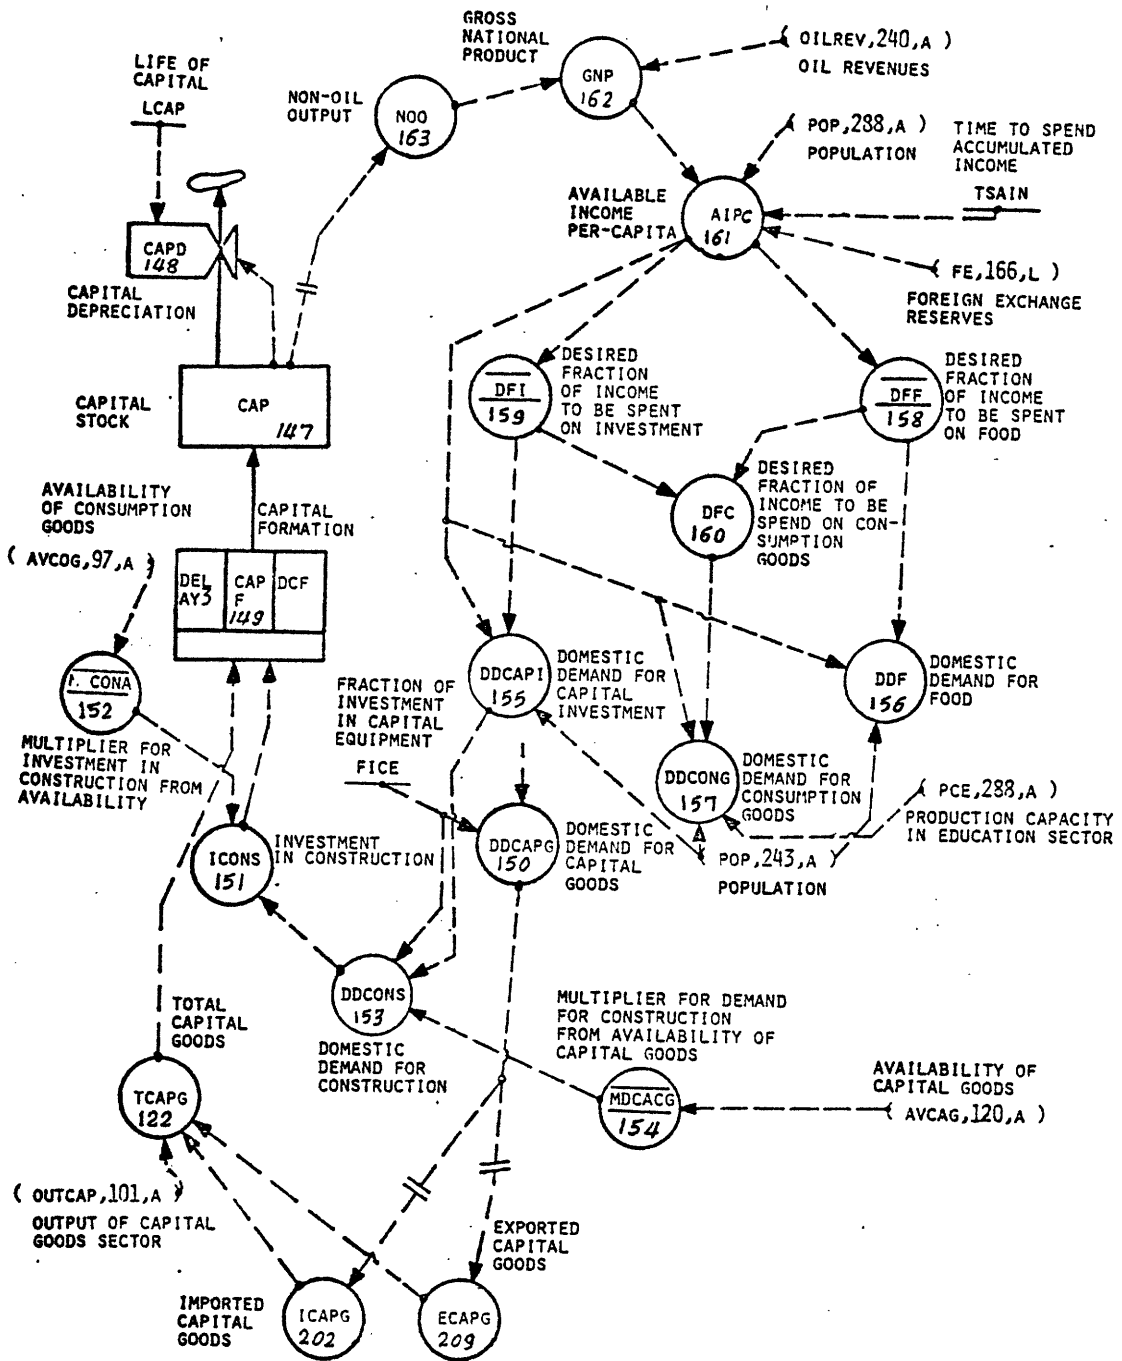 GROSS
NATIONAL
PRODUCT
GNP
162
( OILREV,240,A )
OIL REVENUES
LIFE OF
CAPITAL
LCAP
NON-OIL
OUTPUT
NOO
163
( POP,288,A )
POPULATION
TIME TO SPEND
ACCUMULATED
INCOME
TSAIN
AVAILABLE
INCOME
PER-CAPITA
AIPC
161
CAPD
148
CAPITAL
DEPRECIATION
( FE,166,L )
FOREIGN EXCHANGE
RESERVES
CAPITAL
STOCK
CAP
147
DFI
159
DESIRED
FRACTION
OF INCOME
TO BE SPENT
ON INVESTMENT
DFF
158
DESIRED
FRACTION
OF INCOME
TO BE SPENT
ON FOOD
DFC
160
DESIRED
FRACTION OF
INCOME TO BE
SPEND ON CON-
SUMPTION
GOODS
AVAILABILITY
OF CONSUMPTION
GOODS
( AVCOG,97,A )
CAPITAL
FORMATION
DEL
AY3
CAP
F
149
DCF
CONA
152
MULTIPLIER FOR
INVESTMENT IN
CONSTRUCTION FROM
AVAILABILITY
FRACTION OF
INVESTMENT
IN CAPITAL
EQUIPMENT
FICE
DDCAPI
155
DOMESTIC
DEMAND FOR
CAPITAL
INVESTMENT
DDF
156
DOMESTIC
DEMAND FOR
FOOD
DDCONG
157
DOMESTIC
DEMAND FOR
CONSUMPTION
GOODS
( PCE,288,A )
PRODUCTION CAPACITY
IN EDUCATION SECTOR
ICONS
151
INVESTMENT
IN CONSTRUCTION
DDCAPG
150
DOMESTIC
DEMAND FOR
CAPITAL
GOODS
( POP,243,A )
POPULATION
DDCONS
153
DOMESTIC
DEMAND FOR
CONSTRUCTION
MULTIPLIER FOR DEMAND
FOR CONSTRUCTION
FROM AVAILABILITY OF
CAPITAL GOODS
MDCACG
154
AVAILABILITY OF
CAPITAL GOODS
( AVCAG,120,A )
TOTAL
CAPITAL
GOODS
TCAPG
122
( OUTCAP,101,A )
OUTPUT OF CAPITAL
GOODS SECTOR
EXPORTED
CAPITAL
GOODS
IMPORTED
CAPITAL
GOODS
ICAPG
202
ECAPG
209